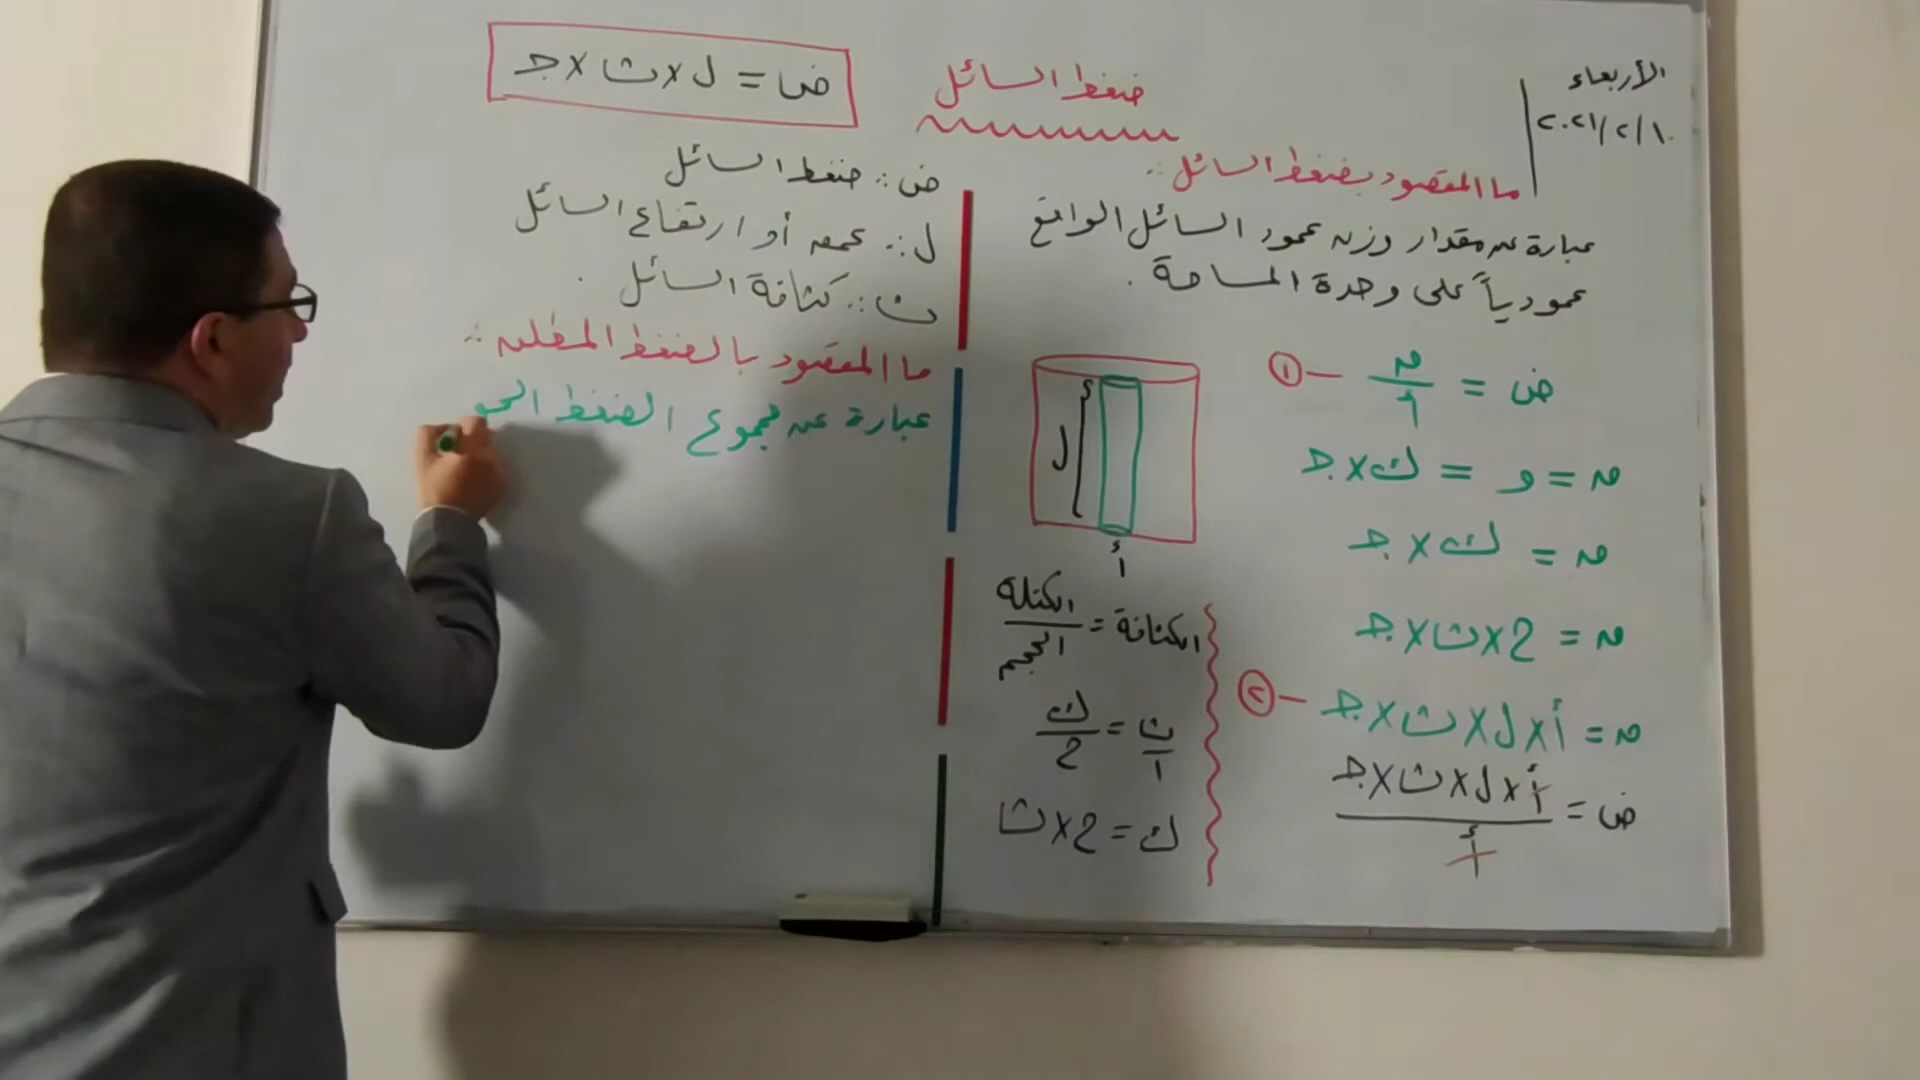 الأربعاء
٢٠٢١/٢/١٠
ضغط السائل
ما المقصود بضغط السائل :-
عبارة عن مقدار وزن عمود السائل الواقع
عمودياً على وحدة المساحة .
ض = ق/أ — ①
ق = و = ك × جـ
ق = ك × جـ
ق = ح × ث × جـ
ق = أ × ل × ث × جـ — ②
ض = أ × ل × ث × جـ / أ
ل
أ
الكثافة = الكتلة / الحجم
ث/١ = ك/ح
ك = ح × ث
ض = ل × ث × جـ
ض :. ضغط السائل
ل :. عمق أو ارتفاع السائل
ث :. كثافة السائل .
ما المقصود بالضغط المطلق :-
عبارة عن مجموع الضغط الجو